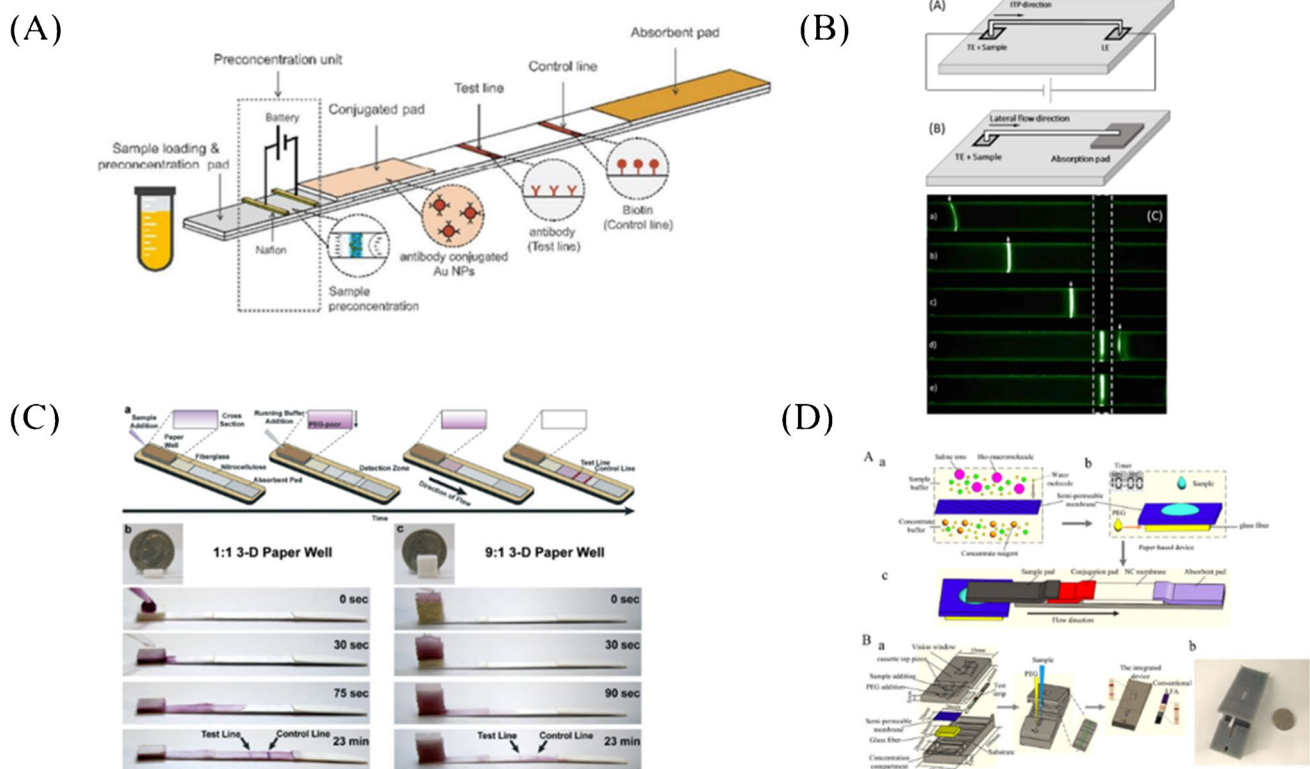 (A)
Preconcentration unit
Battery
Sample loading &
preconcentration pad
Nafion
Sample
preconcentration
Conjugated pad
antibody conjugated
Au NPs
Test line
antibody
(Test line)
Control line
Biotin
(Control line)
Absorbent pad
(B)
(A)
ITP direction
TE + Sample
LE
(B)
Lateral flow direction
TE + Sample
Absorption pad
(C)
a)
b)
c)
d)
e)
(C)
a
Sample
Addition
Cross
Section
Paper
Well
Fiberglass
Nitrocellulose
Absorbent Pad
Running Buffer
Addition
PEG-poor
Detection Zone
Direction of Flow
Test Line
Control Line
Time
b
1:1 3-D Paper Well
0 sec
30 sec
75 sec
Test Line
Control Line
23 min
c
9:1 3-D Paper Well
0 sec
30 sec
90 sec
Test Line
Control Line
23 min
(D)
A
a
Saline ions
Bio-macromolecule
Sample
buffer
Water
molecule
Semi-permeable
membrane
Concentrate
buffer
Concentrate reagent
b
Timer
Sample
PEG
glass fiber
Paper-based device
c
Sample pad
Conjugation pad
NC membrane
Absorbent pad
Flow direction
B
a
Vision window
cassette top piece
Sample adding
PEG addition
Test
strip
Semi-permeable
membrane
Glass fiber
Substrate
Concentration
compartment
Sample
PEG
The integrated
device
Conventional
LFA
b